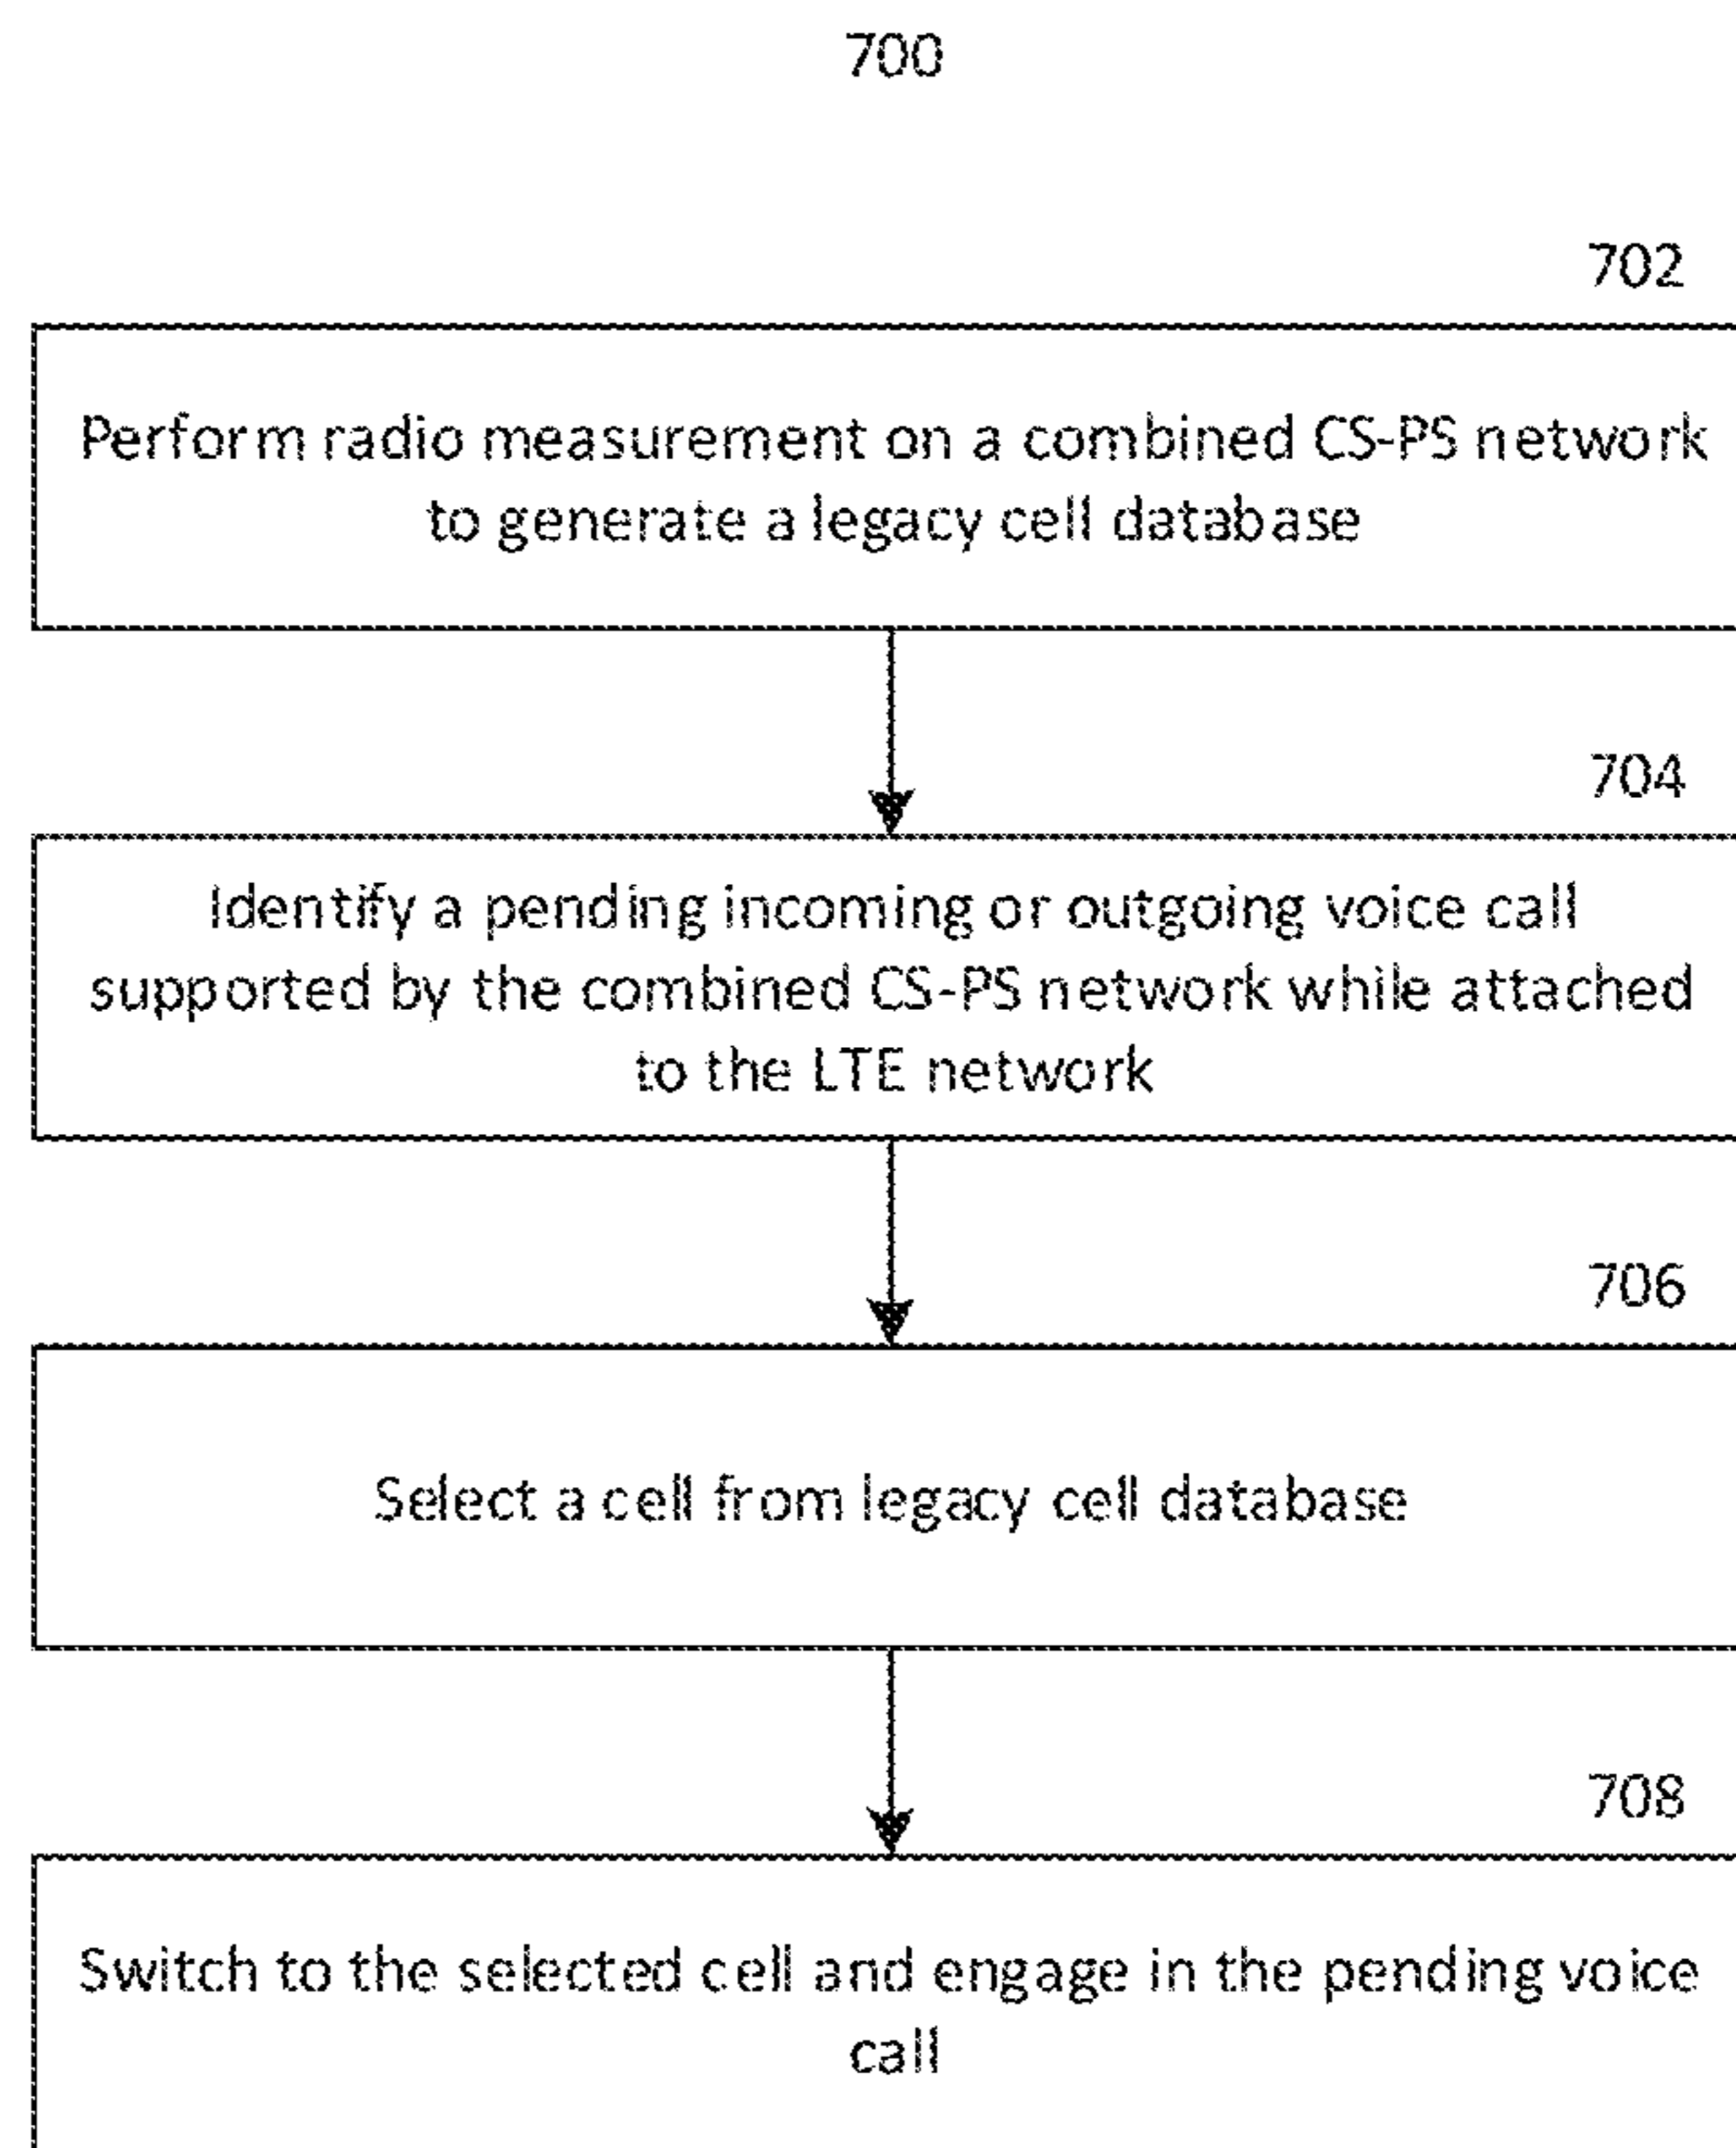 700
702
Perform radio measurement on a combined CS-PS network
to generate a legacy cell database
704
Identify a pending incoming or outgoing voice call
supported by the combined CS-PS network while attached
to the LTE network
706
Select a cell from legacy cell database
708
Switch to the selected cell and engage in the pending voice
call